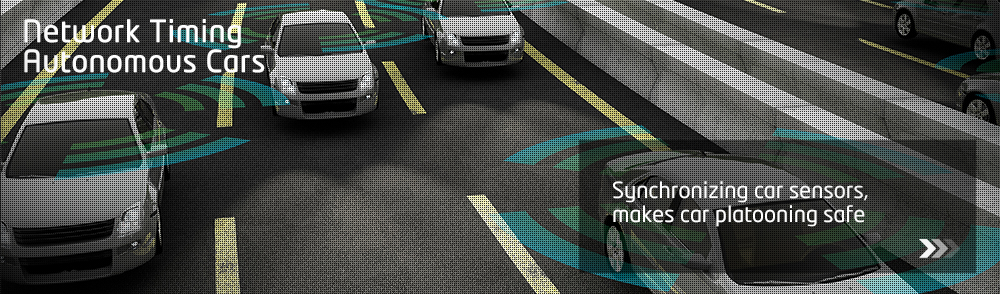 Network Timing
Autonomous Cars
Synchronizing car sensors,
makes car platooning safe